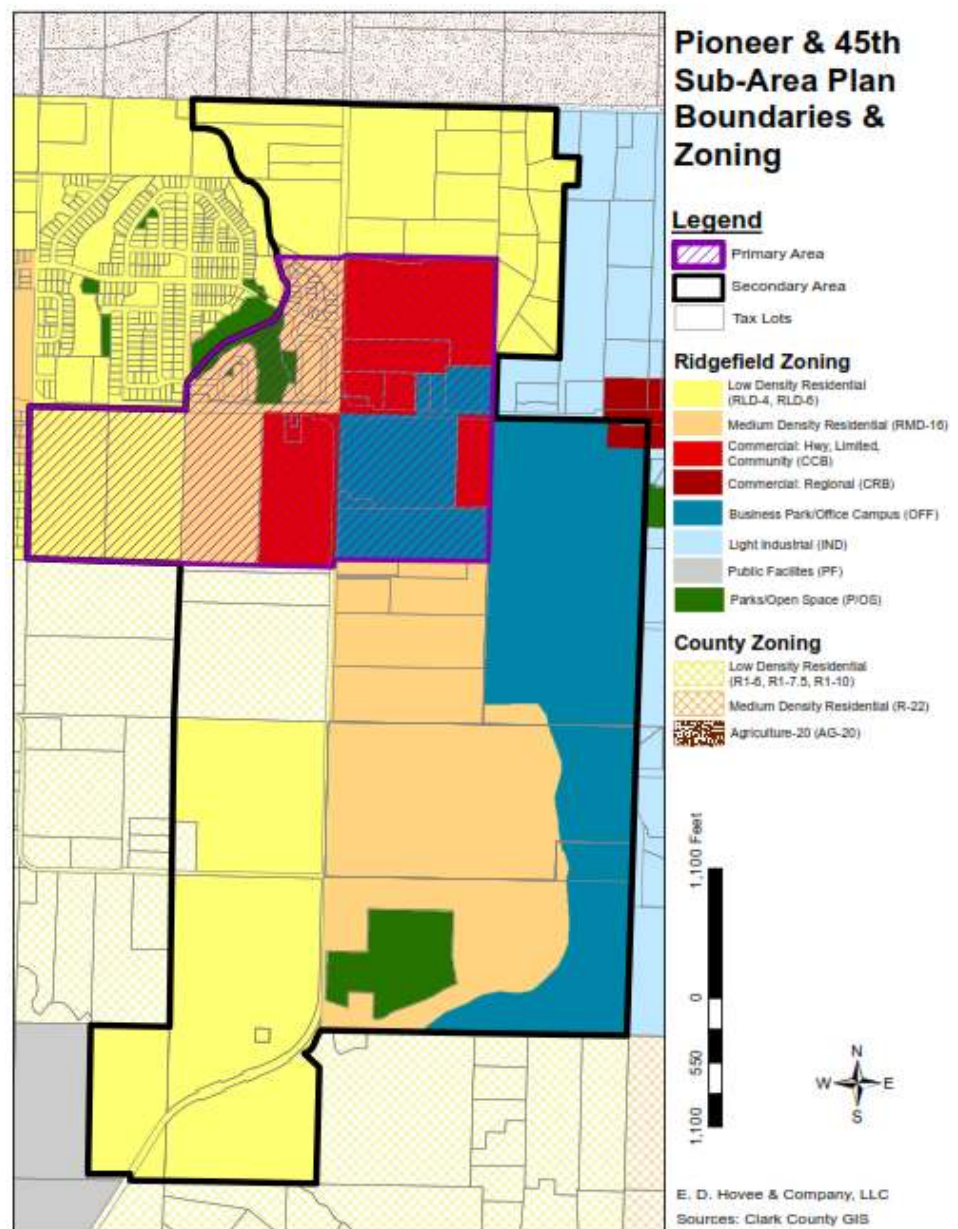 Pioneer & 45th
Sub-Area Plan
Boundaries &
Zoning
Legend
Primary Area
Secondary Area
Tax Lots
Ridgefield Zoning
Low Density Residential
(RLD-4, RLD-6)
Medium Density Residential (RMD-16)
Commercial: Hwy, Limited,
Community (CCB)
Commercial: Regional (CRB)
Business Park/Office Campus (OFF)
Light Industrial (IND)
Public Facilites (PF)
Parks/Open Space (P/OS)
County Zoning
Low Density Residential
(R1-6, R1-7.5, R1-10)
Medium Density Residential (R-22)
Agriculture-20 (AG-20)
1,100 Feet
0
550
1,100
N
W E
S
E. D. Hovee & Company, LLC
Sources: Clark County GIS